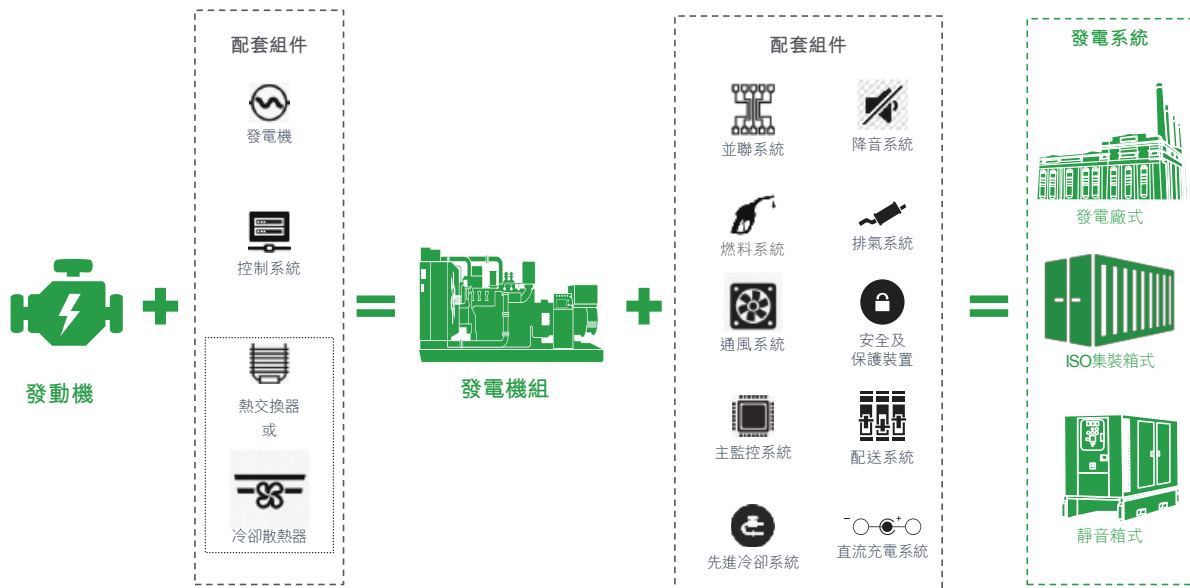 發動機
配套組件
發電機
控制系統
熱交換器
或
冷卻散熱器
發電機組
配套組件
並聯系統
降音系統
燃料系統
排氣系統
通風系統
安全及
保護裝置
主監控系統
配送系統
先進冷卻系統
直流充電系統
發電系統
發電廠式
ISO集裝箱式
靜音箱式